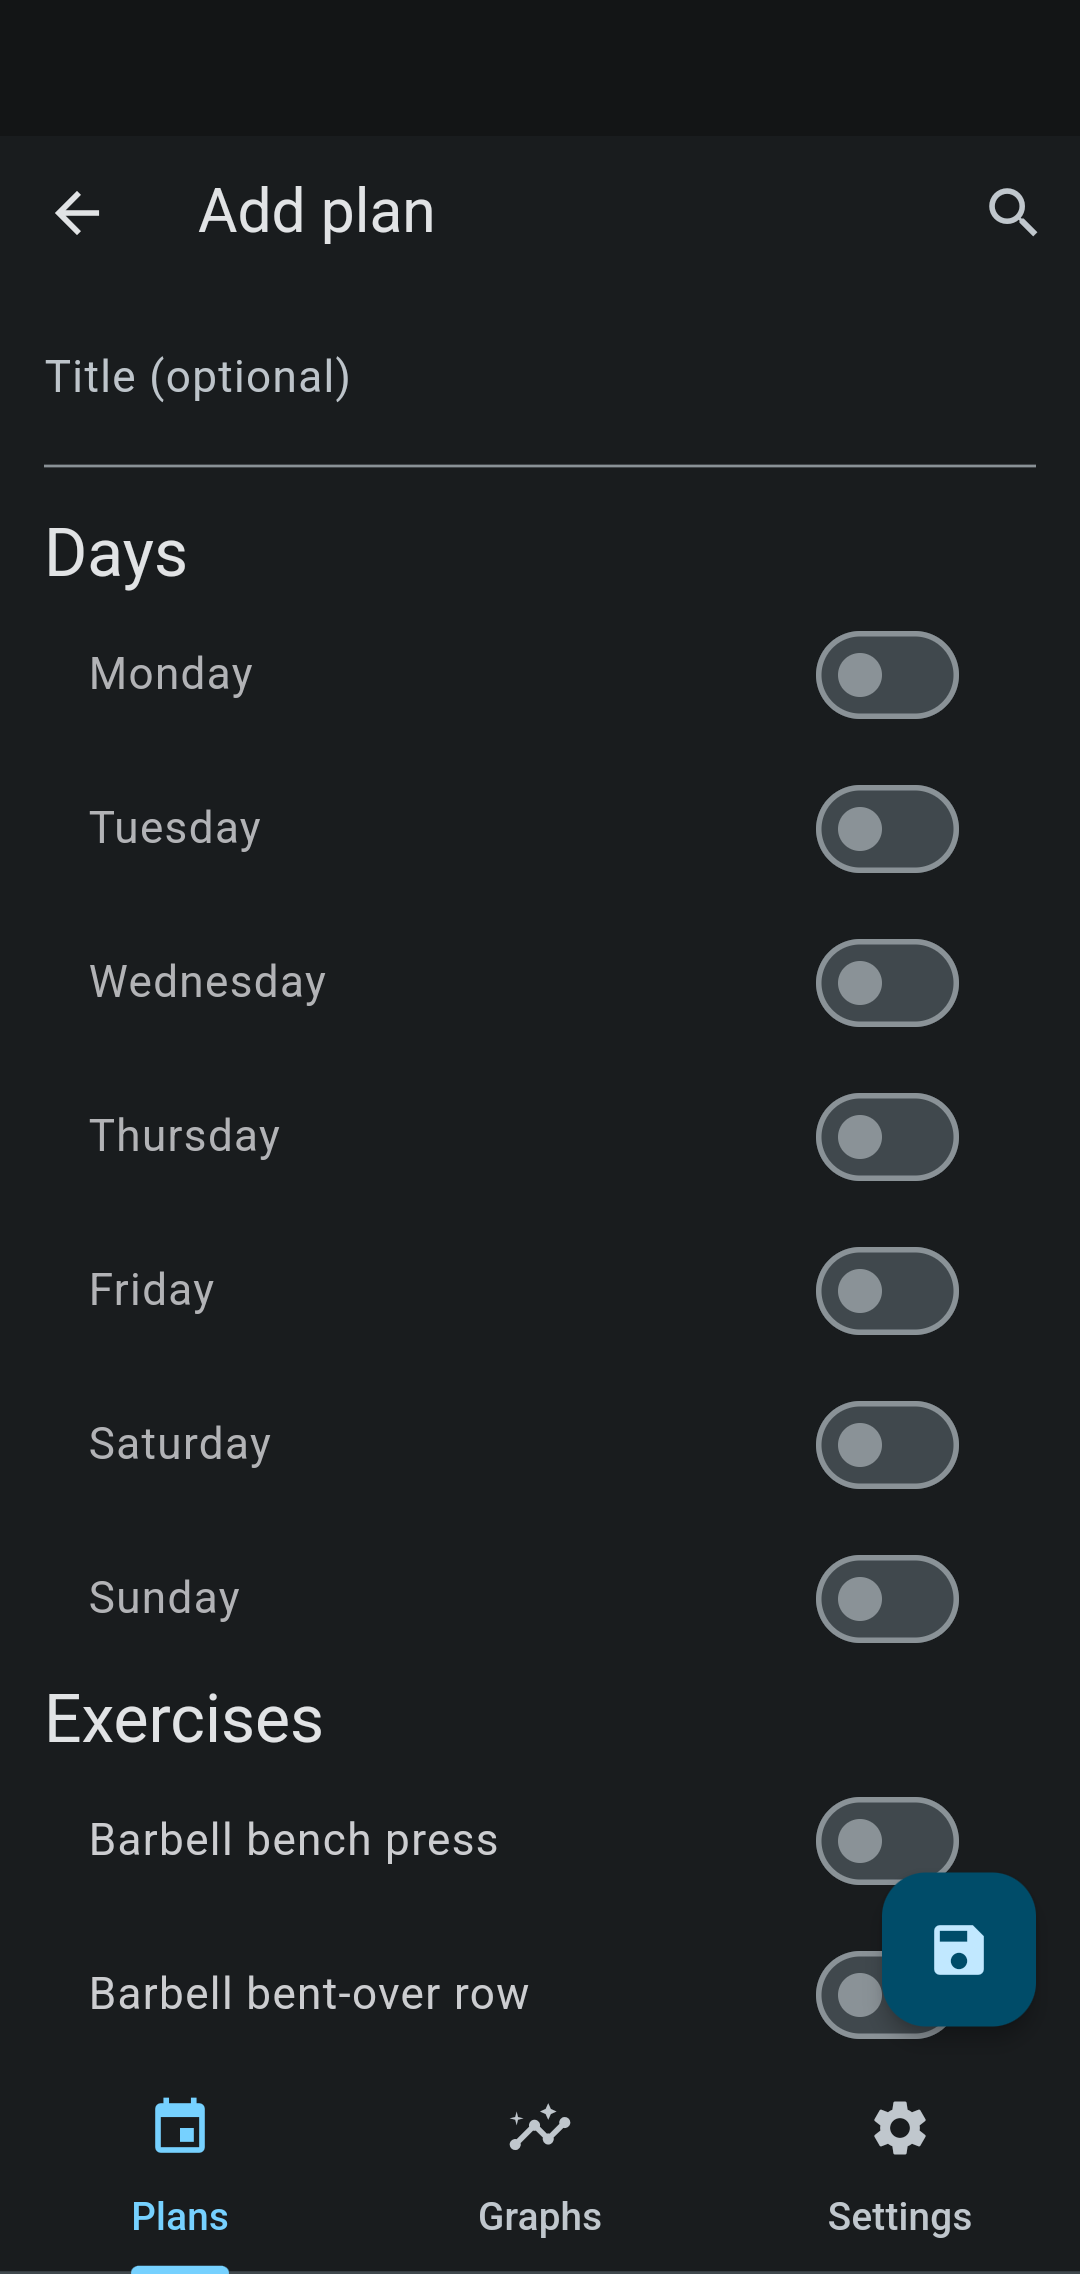 Add plan
Title (optional)
Days
Monday
Tuesday
Wednesday
Thursday
Friday
Saturday
Sunday
Exercises
Barbell bench press
Barbell bent-over row
Plans
Graphs
Settings